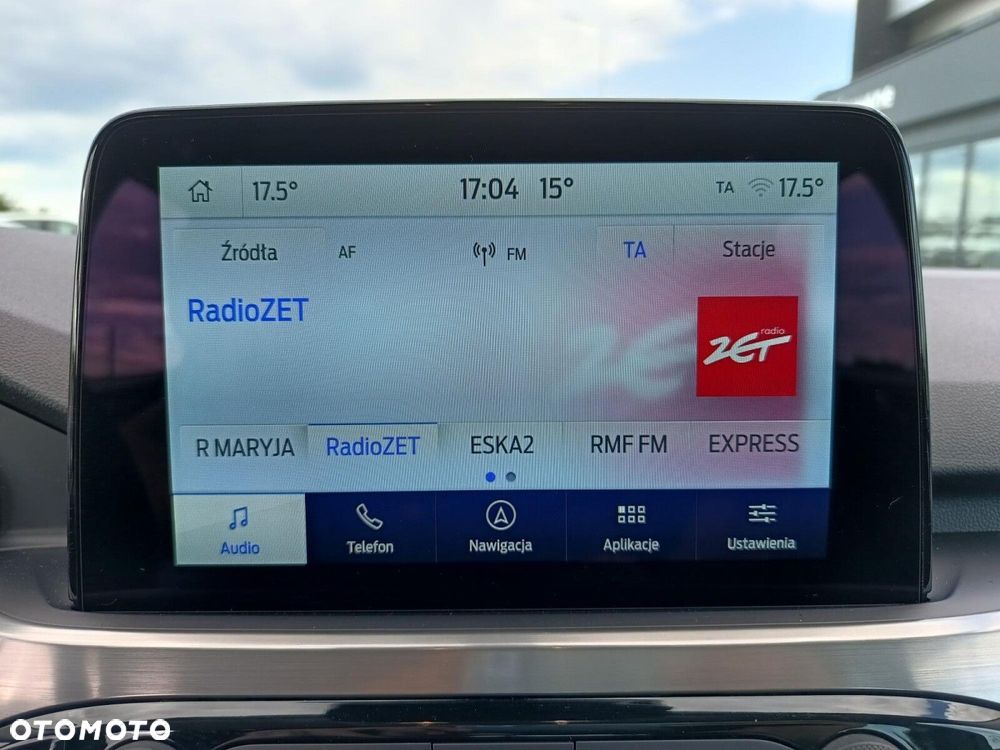 17.5° 17:04 15° TA 17.5°
Źródła AF FM TA Stacje
RadioZET
radio
ZET
R MARYJA RadioZET ESKA2 RMF FM EXPRESS
Audio Telefon Nawigacja Aplikacje Ustawienia
OTOMOTO